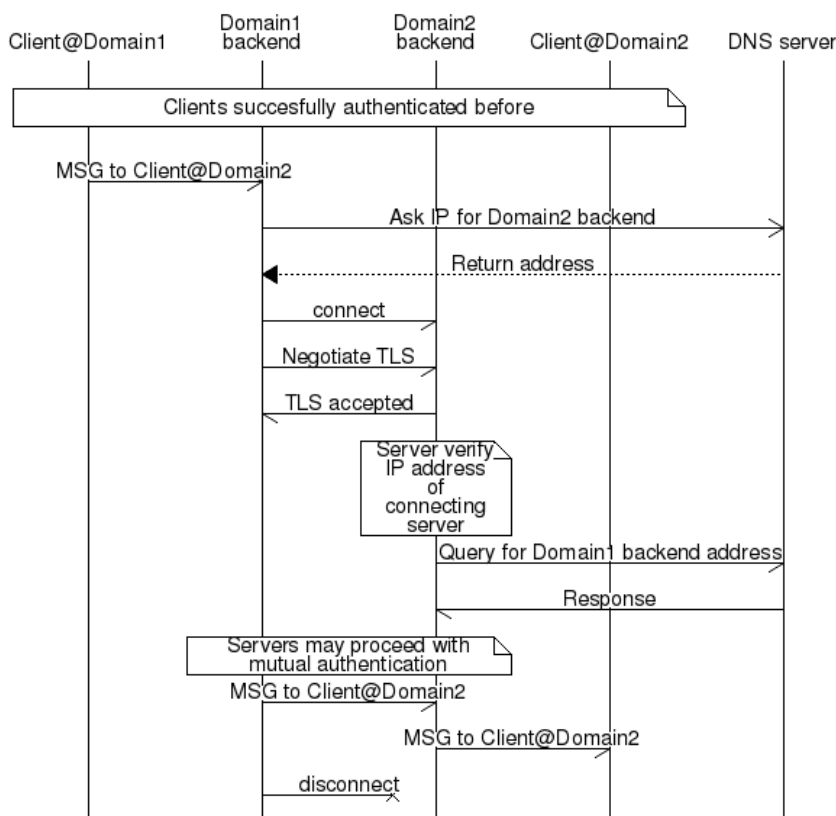 Client@Domain1
Domain1
backend
Domain2
backend
Client@Domain2
DNS server
Clients succesfully authenticated before
MSG to Client@Domain2
Ask IP for Domain2 backend
Return address
connect
Negotiate TLS
TLS accepted
Server verify
IP address
of
connecting
server
Query for Domain1 backend address
Response
Servers may proceed with
mutual authentication
MSG to Client@Domain2
MSG to Client@Domain2
disconnect